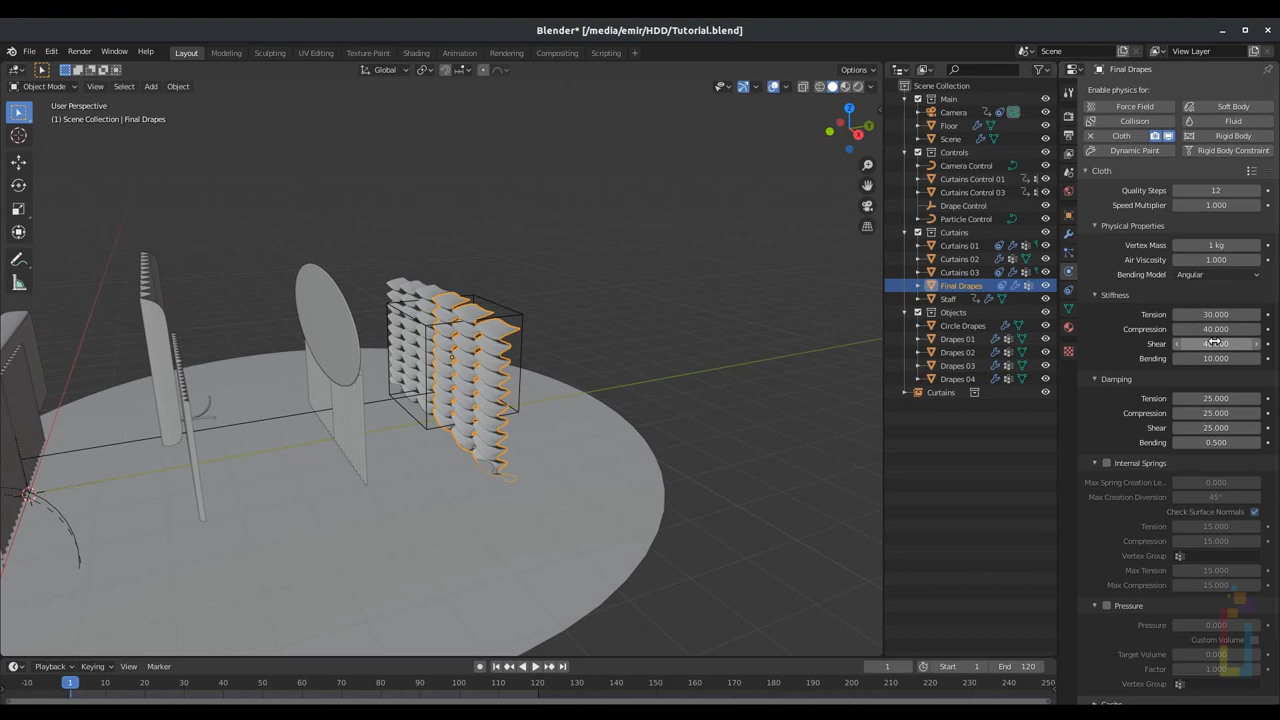 Blender* [/media/emir/HDD/Tutorial.blend]
File Edit Render Window Help Layout Modeling Sculpting UV Editing Texture Paint Shading Animation Rendering Compositing Scripting + Scene View Layer
Global Options Final Drapes
Object Mode View Select Add Object Scene Collection Enable physics for:
User Perspective Main Force Field Soft Body
(1) Scene Collection | Final Drapes Camera Collision Fluid
Floor Cloth Rigid Body
Scene Dynamic Paint Rigid Body Constraint
Controls
Camera Control Cloth
Curtains Control 01 Quality Steps 12
Curtains Control 03 Speed Multiplier 1.000
Drape Control
Particle Control Physical Properties
Curtains
Curtains 01 Vertex Mass 1 kg
Curtains 02 Air Viscosity 1.000
Curtains 03 Bending Model Angular
Final Drapes
Staff Stiffness
Objects Tension 30.000
Circle Drapes Compression 40.000
Drapes 01 Shear
Drapes 02 Bending 10.000
Drapes 03
Drapes 04 Damping
Curtains
Tension 25.000
Compression 25.000
Shear 25.000
Bending 0.500
Internal Springs
Max Spring Creation Le... 0.000
Max Creation Diversion 45°
Check Surface Normals
Tension 15.000
Compression 15.000
Vertex Group
Max Tension 15.000
Max Compression 15.000
Pressure
Pressure 0.000
Custom Volume
Target Volume 0.000
Playback Keying View Marker 1 Start 1 End 120 Factor 1.000
-10 1 10 20 30 40 50 60 70 80 90 100 110 120 130 140 150 160 170 180 190 200 210 220 230 240 250 Vertex Group